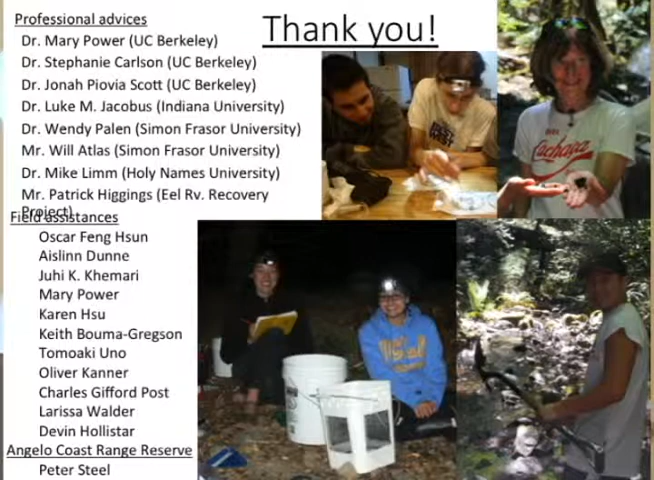 Professional advices
Thank you!
Dr. Mary Power (UC Berkeley)
Dr. Stephanie Carlson (UC Berkeley)
Dr. Jonah Piovia Scott (UC Berkeley)
Dr. Luke M. Jacobus (Indiana University)
Dr. Wendy Palen (Simon Frasor University)
Mr. Will Atlas (Simon Frasor University)
Dr. Mike Limm (Holy Names University)
Mr. Patrick Higgings (Eel Rv. Recovery
Project)
Field assistances
Oscar Feng Hsun
Aislinn Dunne
Juhi K. Khemari
Mary Power
Karen Hsu
Keith Bouma-Gregson
Tomoaki Uno
Oliver Kanner
Charles Gifford Post
Larissa Walder
Devin Hollistar
Angelo Coast Range Reserve
Peter Steel
Cachaça